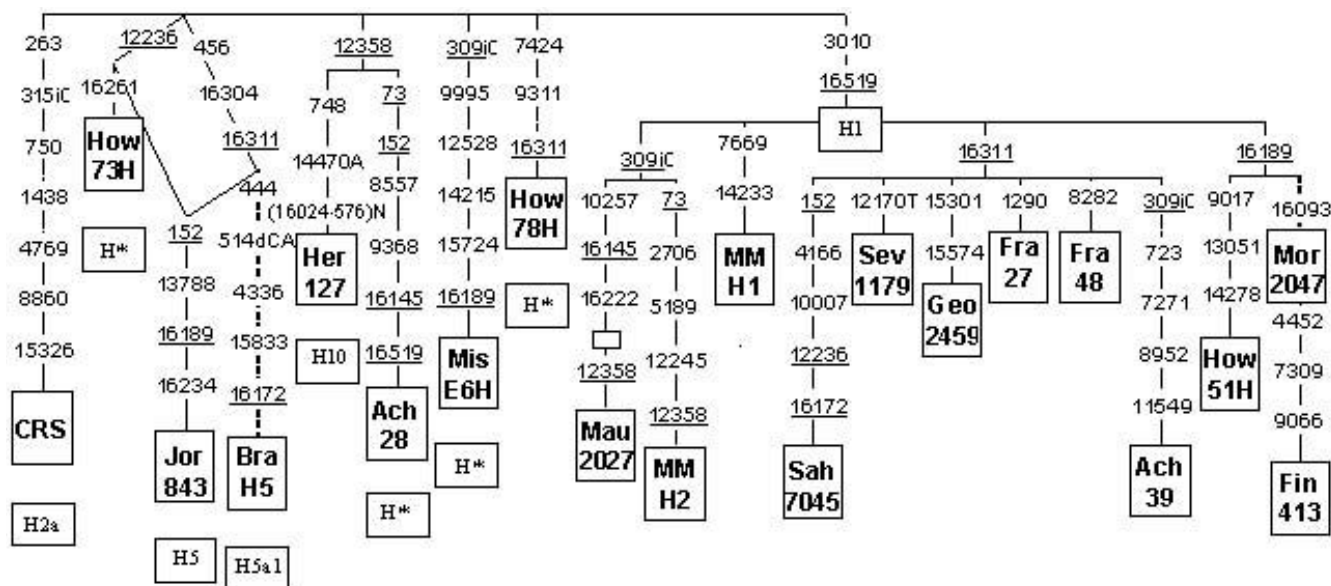 263
315iC
750
1438
4769
8860
15326
CRS
H2a
12236
16261
How
73H
H*
456
16304
16311
152
13788
16189
16234
Jor
843
H5
444
514dCA
4336
15833
16172
Bra
H5
H5a1
12358
748
14470A
(16024-576)N
Her
127
H10
73
152
8557
9368
16145
16519
Ach
28
H*
309iC
9995
12528
14215
15724
16189
Mis
E6H
H*
7424
9311
16311
How
78H
H*
3010
16519
H1
309iC
10257
16145
16222
12358
Mau
2027
73
2706
5189
12245
12358
MM
H2
7669
14233
MM
H1
16311
152
4166
10007
12236
16172
Sah
7045
12170T
Sev
1179
15301
15574
Geo
2459
1290
Fra
27
8282
Fra
48
309iC
723
7271
8952
11549
Ach
39
16189
9017
13051
14278
How
51H
16093
Mor
2047
4452
7309
9066
Fin
413